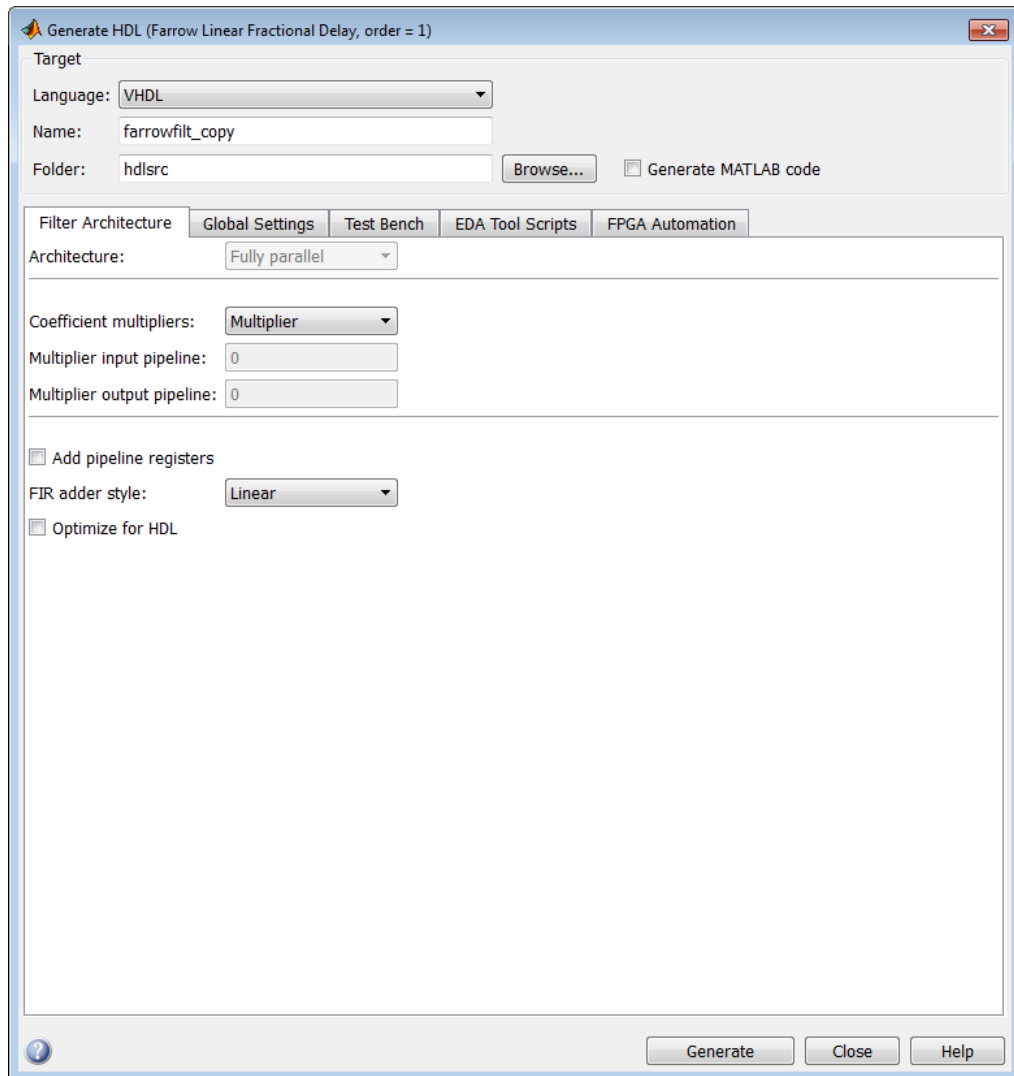 Generate HDL (Farrow Linear Fractional Delay, order = 1)
Target
Language: VHDL
Name: farrowfilt_copy
Folder: hdlsrc Browse... Generate MATLAB code
Filter Architecture Global Settings Test Bench EDA Tool Scripts FPGA Automation
Architecture: Fully parallel
Coefficient multipliers: Multiplier
Multiplier input pipeline: 0
Multiplier output pipeline: 0
Add pipeline registers
FIR adder style: Linear
Optimize for HDL
? Generate Close Help